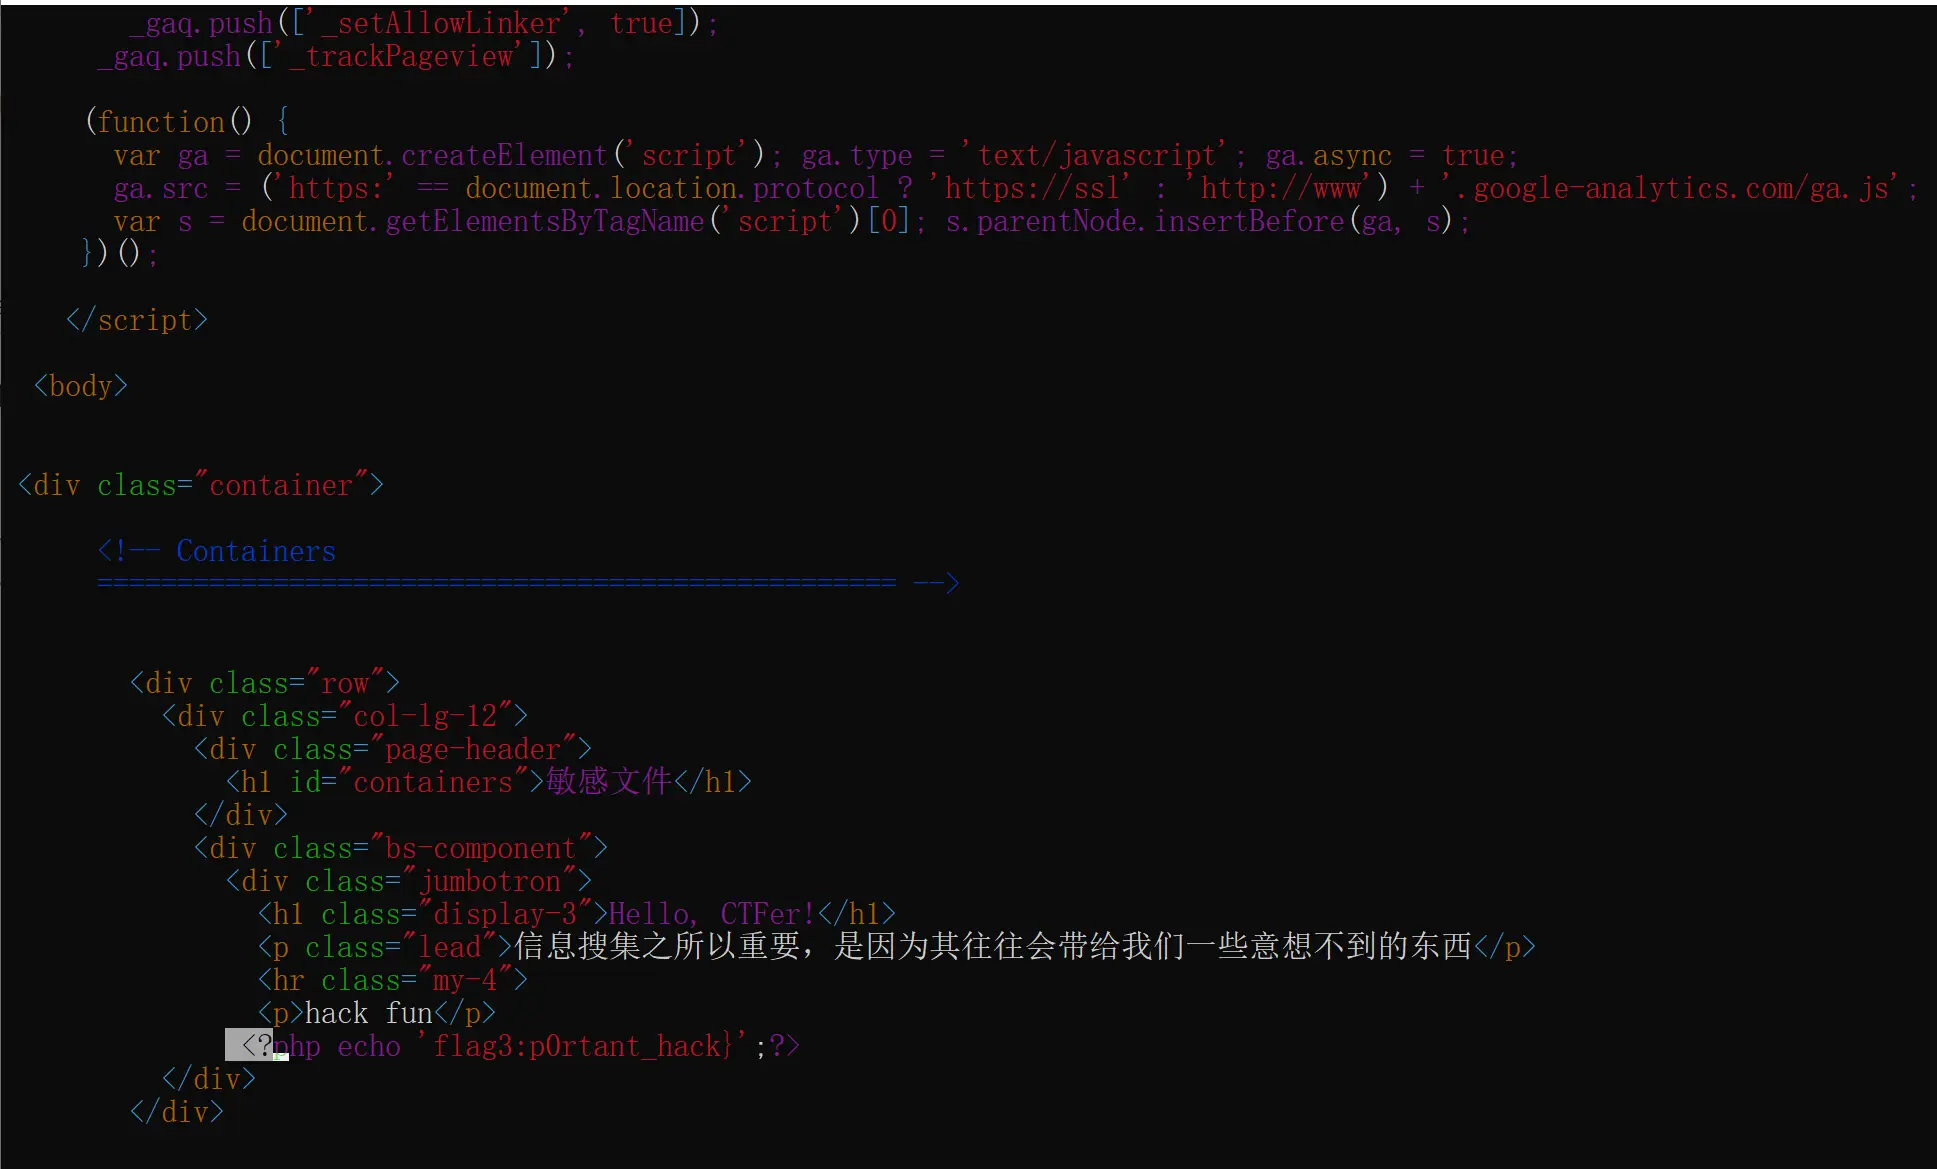 _gaq.push(['_setAllowLinker', true]);
_gaq.push(['_trackPageview']);
(function() {
var ga = document.createElement('script'); ga.type = 'text/javascript'; ga.async = true;
ga.src = ('https:' == document.location.protocol ? 'https://ssl' : 'http://www') + '.google-analytics.com/ga.js';
var s = document.getElementsByTagName('script')[0]; s.parentNode.insertBefore(ga, s);
})();
</script>
<body>
<div class="container">
<!-- Containers
================================================== -->
<div class="row">
<div class="col-lg-12">
<div class="page-header">
<h1 id="containers">敏感文件</h1>
</div>
<div class="bs-component">
<div class="jumbotron">
<h1 class="display-3">Hello, CTFer!</h1>
<p class="lead">信息搜集之所以重要，是因为其往往会带给我们一些意想不到的东西</p>
<hr class="my-4">
<p>hack fun</p>
<?php echo 'flag3:p0rtant_hack}';?>
</div>
</div>